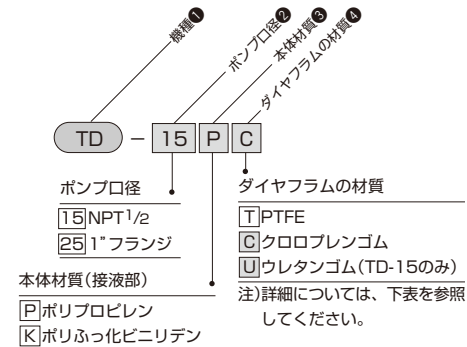 機種❶
ポンプ口径❷
本体材質❸
ダイヤフラムの材質❹
TD − 15 P C
ポンプ口径
15 NPT1/2
25 1”フランジ
本体材質(接液部)
P ポリプロピレン
K ポリふっ化ビニリデン
ダイヤフラムの材質
T PTFE
C クロロプレンゴム
U ウレタンゴム(TD-15のみ)
注)詳細については、下表を参照
してください。